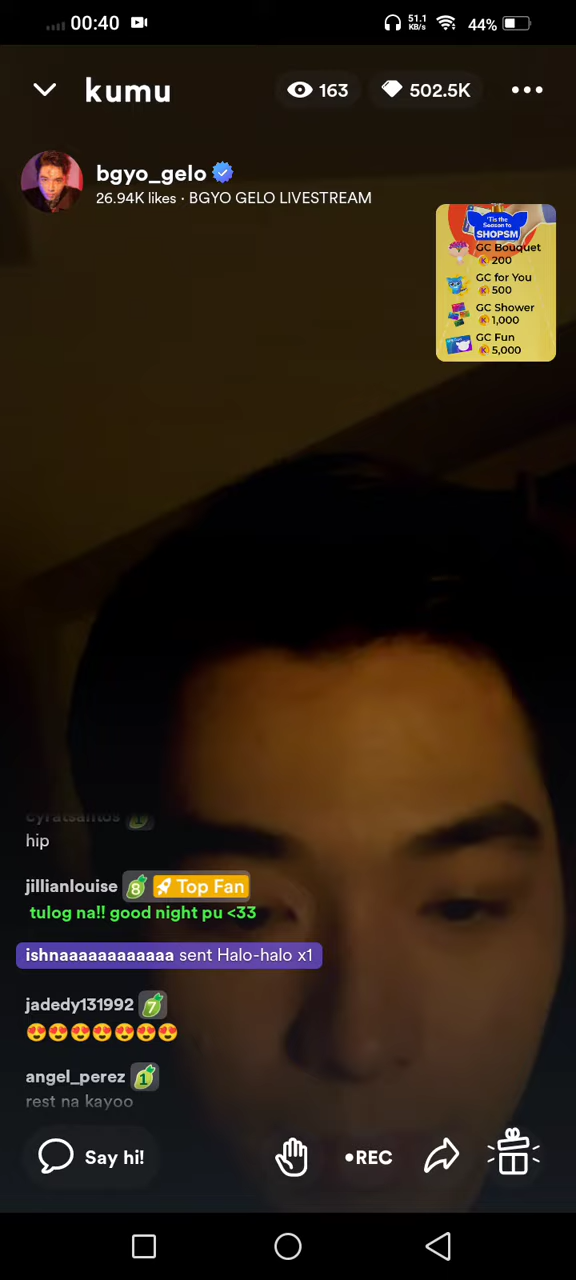 00:40
51.1
KB/s
44%
kumu
163
502.5K
bgyo_gelo
26.94K likes · BGYO GELO LIVESTREAM
'Tis the
Season to
SHOPSM
GC Bouquet
K 200
GC for You
K 500
GC Shower
K 1,000
GC Fun
K 5,000
cyratsantos 1
hip
jillianlouise 8 Top Fan
tulog na!! good night pu <33
ishnaaaaaaaaaaaa sent Halo-halo x1
jadedy131992 7
😍😍😍😍😍😍😍
angel_perez 1
rest na kayoo
Say hi!
•REC